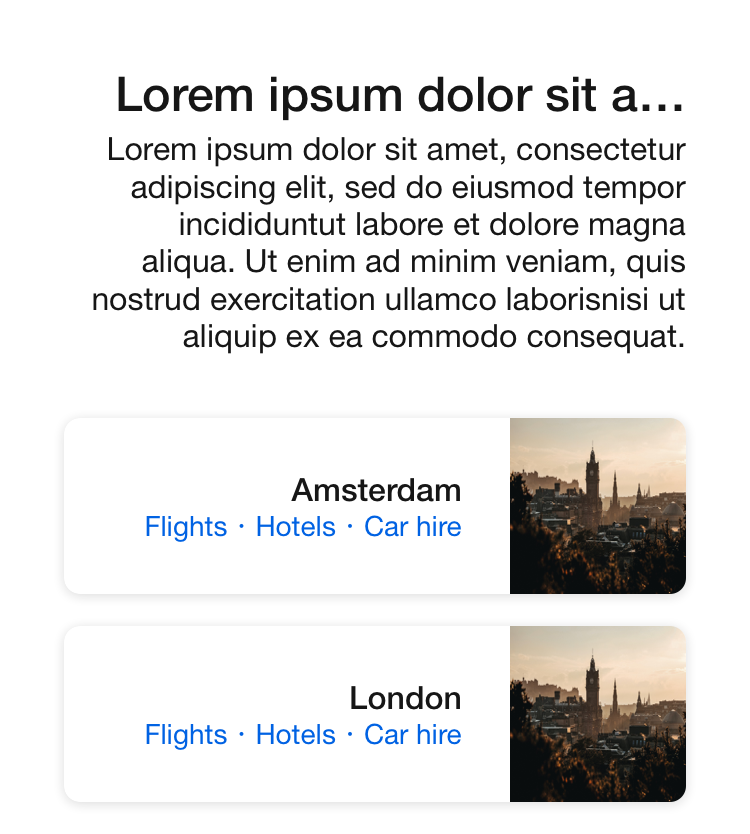 Lorem ipsum dolor sit a...
Lorem ipsum dolor sit amet, consectetur
adipiscing elit, sed do eiusmod tempor
incididuntut labore et dolore magna
aliqua. Ut enim ad minim veniam, quis
nostrud exercitation ullamco laborisnisi ut
aliquip ex ea commodo consequat.
Amsterdam
Flights · Hotels · Car hire
London
Flights · Hotels · Car hire